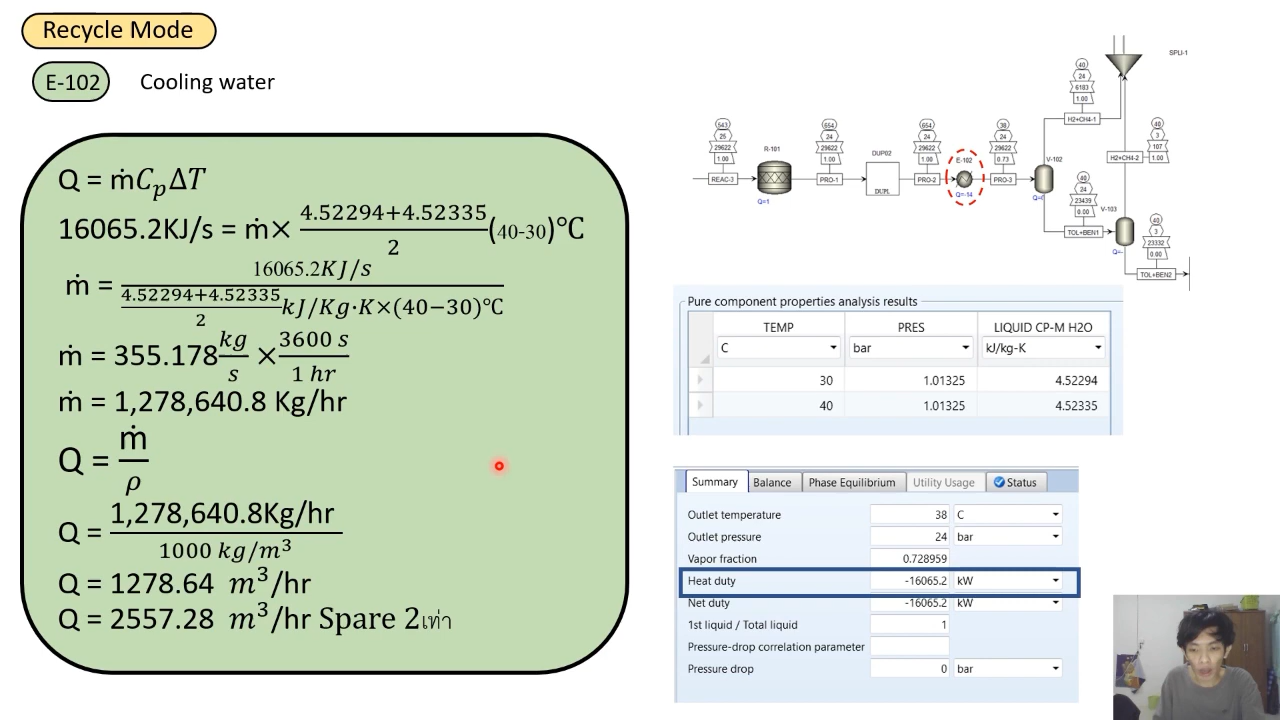 Recycle Mode
E-102 Cooling water
Q = ṁC_pΔT
16065.2KJ/s = ṁ× (4.52294+4.52335)/2 (40-30)℃
ṁ = 16065.2KJ/s / ((4.52294+4.52335)/2 kJ/Kg·K×(40−30)℃)
ṁ = 355.178 kg/s × 3600 s/1 hr
ṁ = 1,278,640.8 Kg/hr
Q = ṁ/ρ
Q = 1,278,640.8Kg/hr / 1000 kg/m³
Q = 1278.64 m³/hr
Q = 2557.28 m³/hr Spare 2เท่า
SPLI-1
40
24
6183
1.00
H2+CH4-1
543
25
29622
1.00
REAC-3
R-101
Q=1
654
24
29622
1.00
PRO-1
DUP02
DUPL
654
24
29622
1.00
PRO-2
E-102
Q=-14
38
24
29622
0.73
PRO-3
V-102
40
3
107
1.00
H2+CH4-2
40
24
23439
0.00
TOL+BEN1
V-103
40
3
23332
0.00
TOL+BEN2
Pure component properties analysis results
TEMP PRES LIQUID CP-M H2O
C bar kJ/kg-K
30 1.01325 4.52294
40 1.01325 4.52335
Summary Balance Phase Equilibrium Utility Usage Status
Outlet temperature 38 C
Outlet pressure 24 bar
Vapor fraction 0.728959
Heat duty -16065.2 kW
Net duty -16065.2 kW
1st liquid / Total liquid 1
Pressure-drop correlation parameter
Pressure drop 0 bar